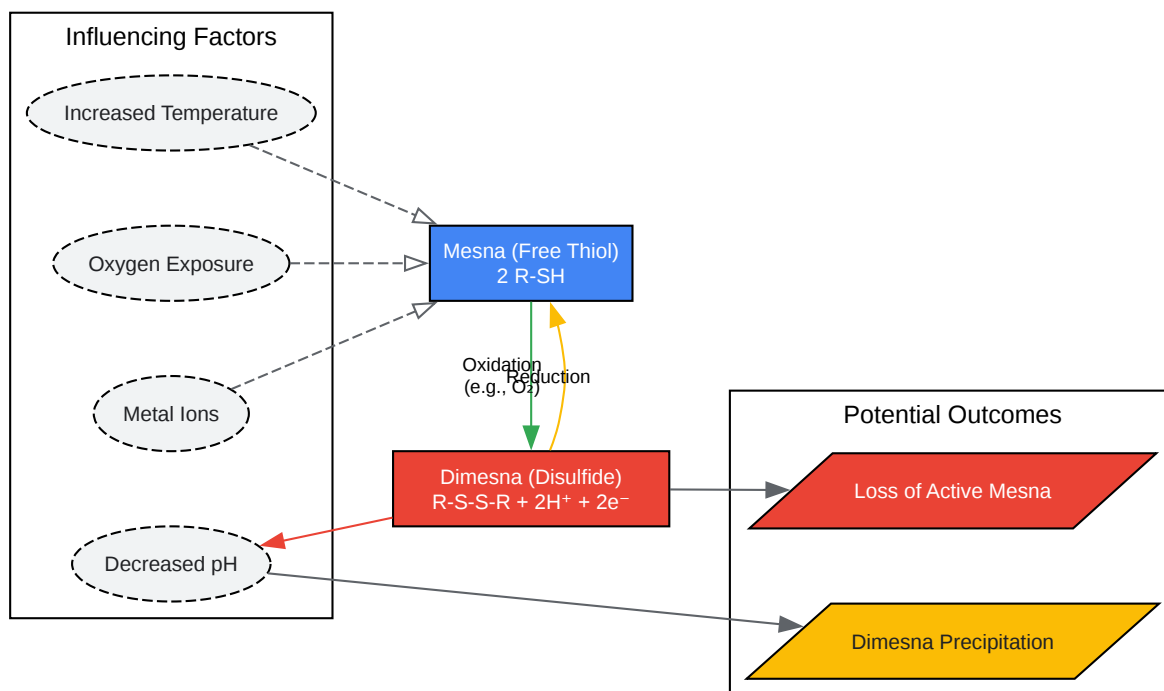 Influencing Factors
Increased Temperature
Oxygen Exposure
Metal Ions
Decreased pH
Mesna (Free Thiol)
2 R-SH
Oxidation
(e.g., O₂)
Reduction
Dimesna (Disulfide)
R-S-S-R + 2H⁺ + 2e⁻
Potential Outcomes
Loss of Active Mesna
Dimesna Precipitation